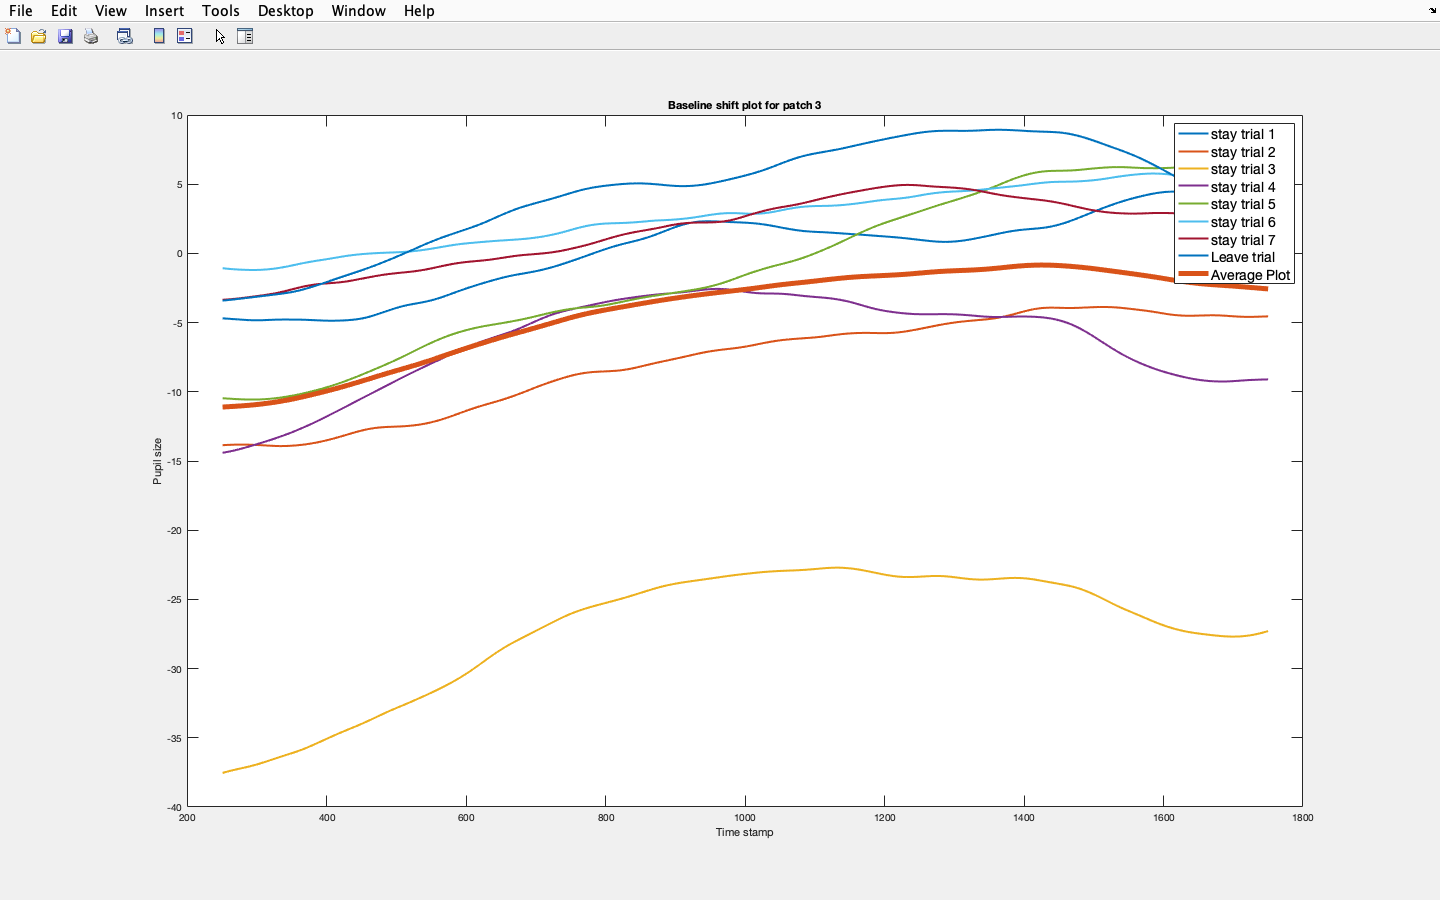 File Edit View Insert Tools Desktop Window Help
Baseline shift plot for patch 3
10
5
0
-5
-10
-15
-20
-25
-30
-35
-40
Pupil size
200 400 600 800 1000 1200 1400 1600 1800
Time stamp
stay trial 1
stay trial 2
stay trial 3
stay trial 4
stay trial 5
stay trial 6
stay trial 7
Leave trial
Average Plot